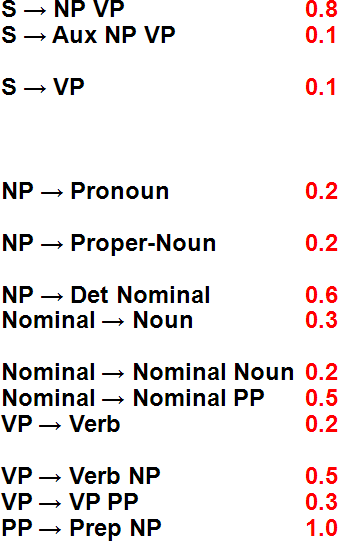 S → NP VP 0.8
S → Aux NP VP 0.1
S → VP 0.1
NP → Pronoun 0.2
NP → Proper-Noun 0.2
NP → Det Nominal 0.6
Nominal → Noun 0.3
Nominal → Nominal Noun 0.2
Nominal → Nominal PP 0.5
VP → Verb 0.2
VP → Verb NP 0.5
VP → VP PP 0.3
PP → Prep NP 1.0